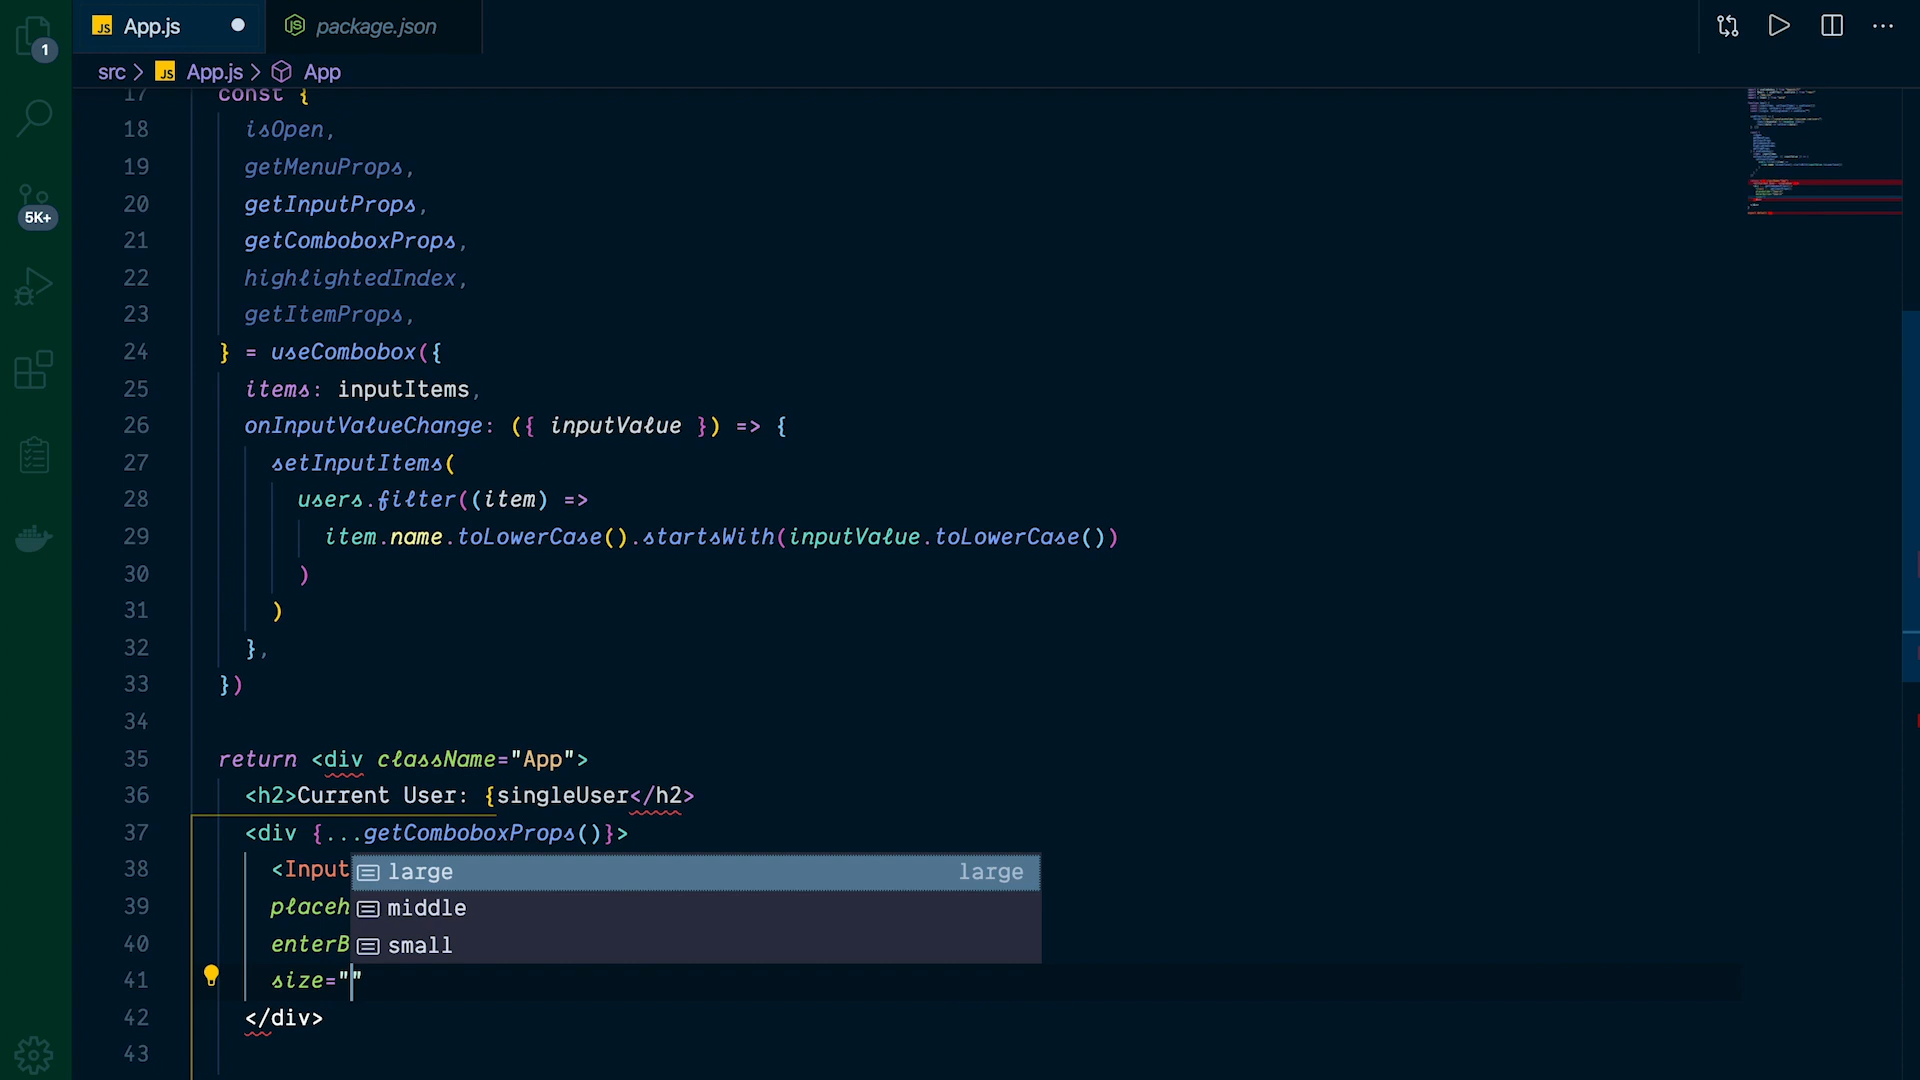 JS App.js
package.json
src > JS App.js > App
1
5K+
17 const {
18 isOpen,
19 getMenuProps,
20 getInputProps,
21 getComboboxProps,
22 highlightedIndex,
23 getItemProps,
24 } = useCombobox({
25 items: inputItems,
26 onInputValueChange: ({ inputValue }) => {
27 setInputItems(
28 users.filter((item) =>
29 item.name.toLowerCase().startsWith(inputValue.toLowerCase())
30 )
31 )
32 },
33 })
34
35 return <div className="App">
36 <h2>Current User: {singleUser</h2>
37 <div {...getComboboxProps()}>
38 <Input
large large
39 placeh
middle
40 enterB
small
41 size=""
42 </div>
43